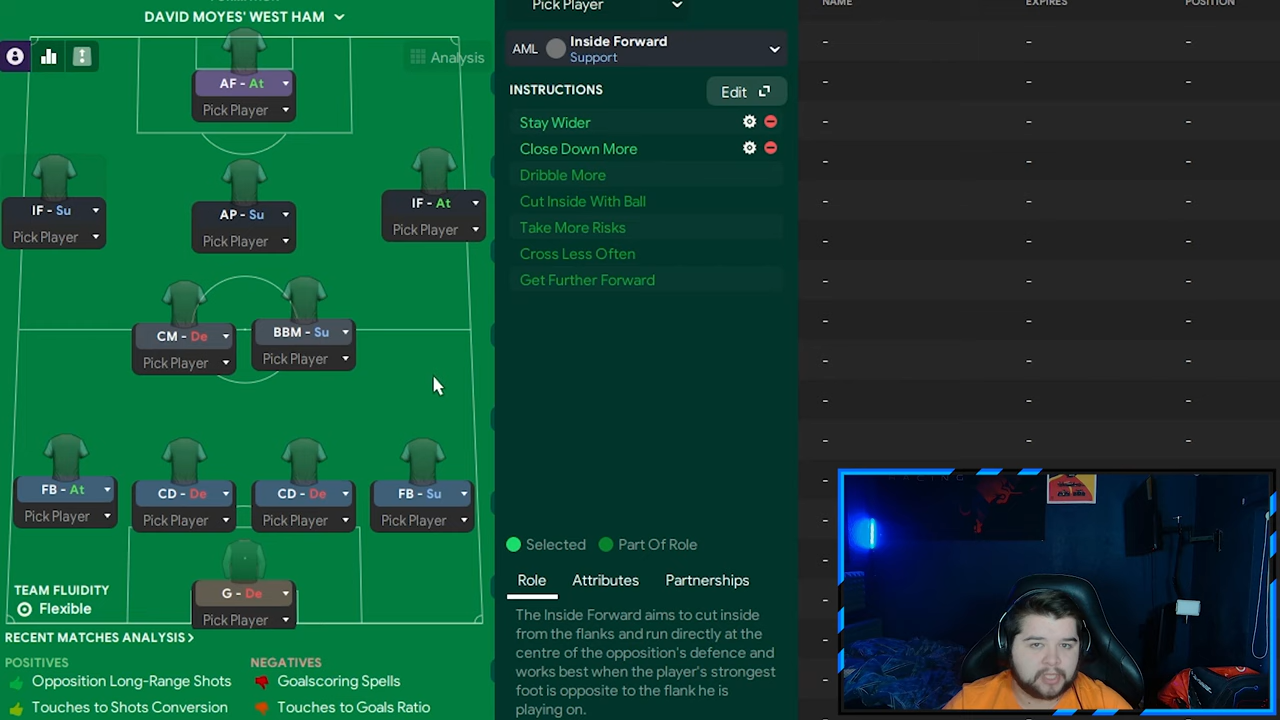 DAVID MOYES' WEST HAM
Analysis
AF - At
Pick Player
IF - Su
Pick Player
AP - Su
Pick Player
IF - At
Pick Player
CM - De
Pick Player
BBM - Su
Pick Player
FB - At
Pick Player
CD - De
Pick Player
CD - De
Pick Player
FB - Su
Pick Player
G - De
Pick Player
TEAM FLUIDITY
Flexible
RECENT MATCHES ANALYSIS >
POSITIVES
Opposition Long-Range Shots
Touches to Shots Conversion
NEGATIVES
Goalscoring Spells
Touches to Goals Ratio
Pick Player
AML
Inside Forward
Support
INSTRUCTIONS
Edit
Stay Wider
Close Down More
Dribble More
Cut Inside With Ball
Take More Risks
Cross Less Often
Get Further Forward
Selected
Part Of Role
Role
Attributes
Partnerships
The Inside Forward aims to cut inside
from the flanks and run directly at the
centre of the opposition's defence and
works best when the player's strongest
foot is opposite to the flank he is
playing on.
NAME
EXPIRES
POSITION